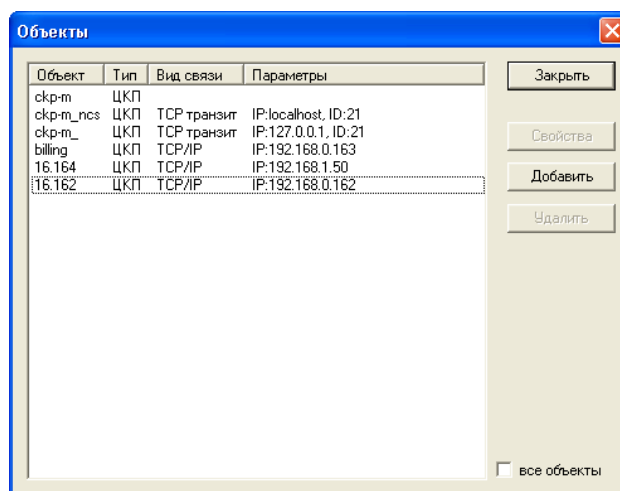 Объекты
Объект Тип Вид связи Параметры
ckp-m ЦКП
ckp-m_ncs ЦКП TCP транзит IP:localhost, ID:21
ckp-m_ ЦКП TCP транзит IP:127.0.0.1, ID:21
billing ЦКП TCP/IP IP:192.168.0.163
16.164 ЦКП TCP/IP IP:192.168.1.50
16.162 ЦКП TCP/IP IP:192.168.0.162
Закрыть
Свойства
Добавить
Удалить
все объекты